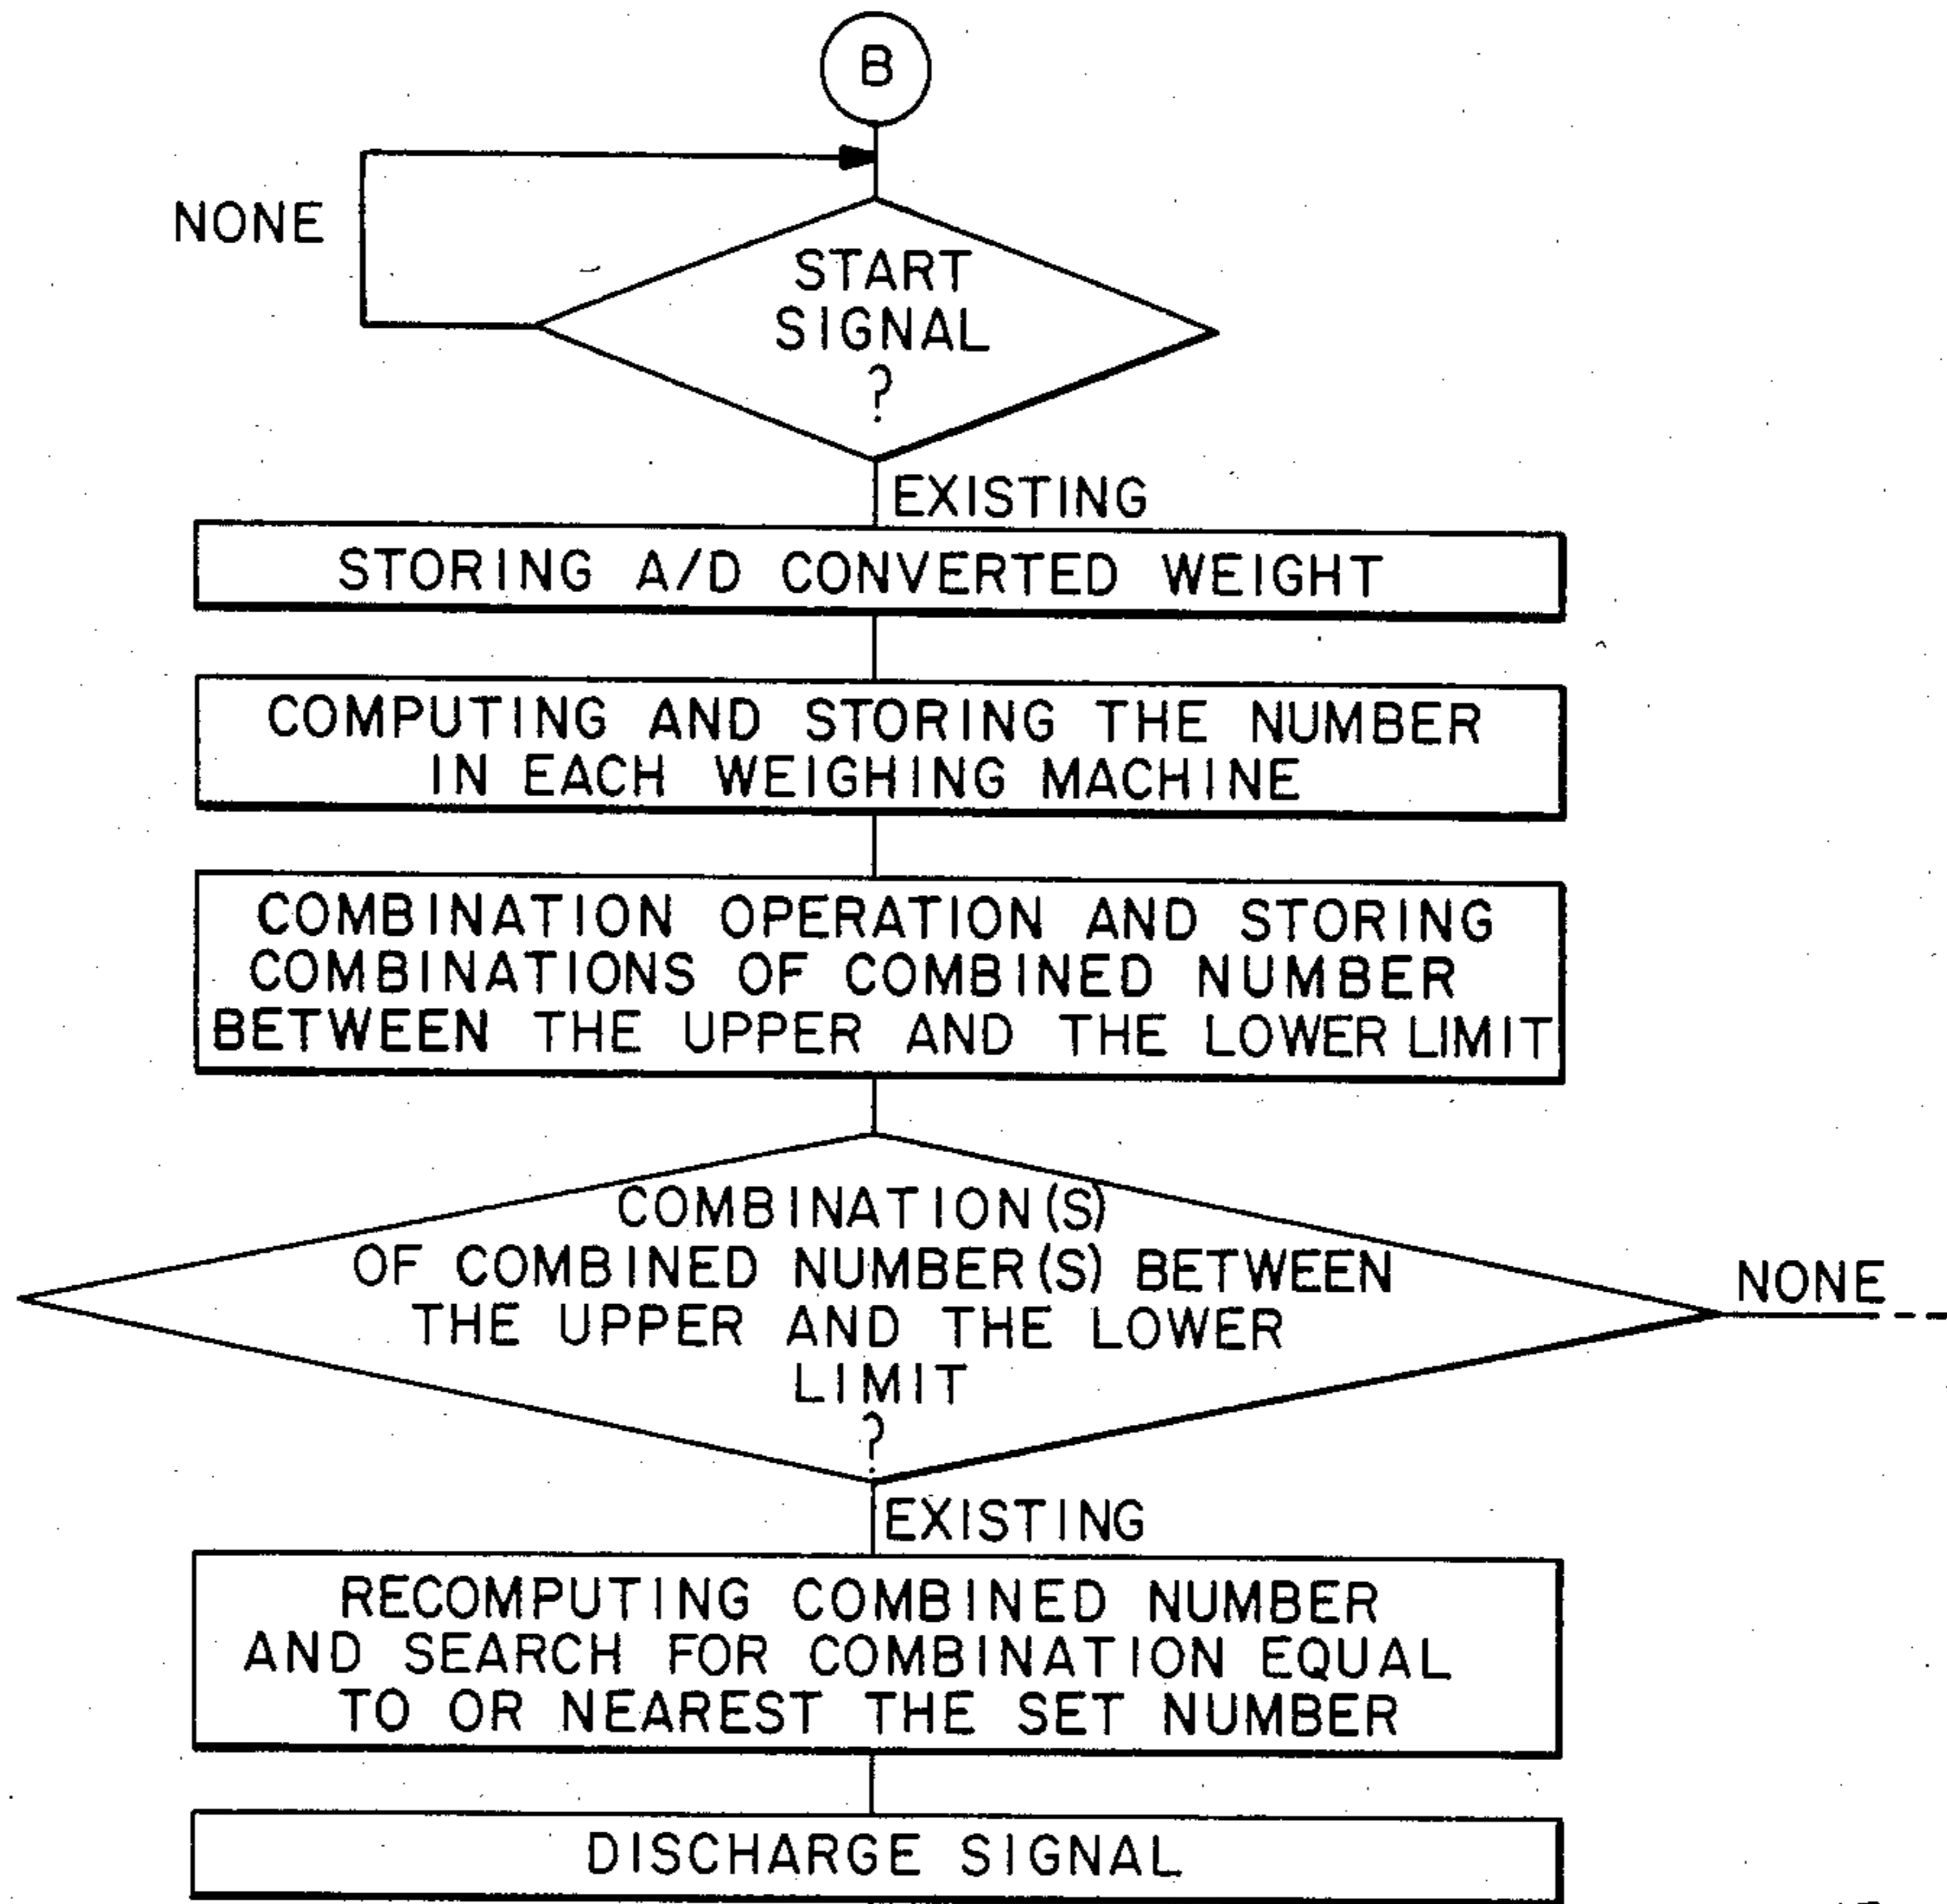 B
NONE
START
SIGNAL
?
EXISTING
STORING A/D CONVERTED WEIGHT
COMPUTING AND STORING THE NUMBER
IN EACH WEIGHING MACHINE
COMBINATION OPERATION AND STORING
COMBINATIONS OF COMBINED NUMBER
BETWEEN THE UPPER AND THE LOWER LIMIT
COMBINATION(S)
OF COMBINED NUMBER(S) BETWEEN
THE UPPER AND THE LOWER
LIMIT
?
NONE
EXISTING
RECOMPUTING COMBINED NUMBER
AND SEARCH FOR COMBINATION EQUAL
TO OR NEAREST THE SET NUMBER
DISCHARGE SIGNAL